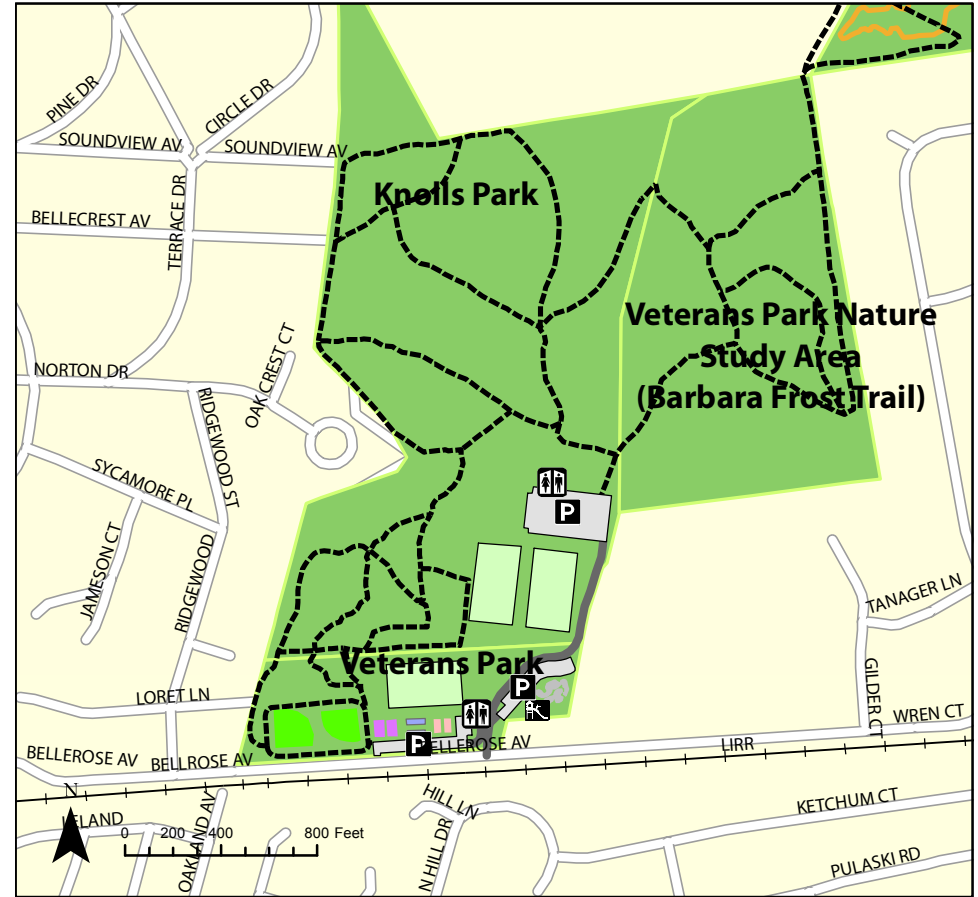 PINE DR
CIRCLE DR
SOUNDVIEW AV
SOUNDVIEW AV
TERRACE DR
BELLECREST AV
Knolls Park
Veterans Park Nature
Study Area
(Barbara Frost Trail)
NORTON DR
OAK CREST CT
RIDGEWOOD ST
SYCAMORE PL
JAMESON CT
RIDGEWOOD
P
TANAGER LN
GILDER CT
Veterans Park
P
LORET LN
WREN CT
P
BELLEROSE AV
LIRR
BELLEROSE AV
BELLROSE AV
N
HILL LN
KETCHUM CT
OAKLAND AV
N HILL DR
0 200 400 800 Feet
PULASKI RD